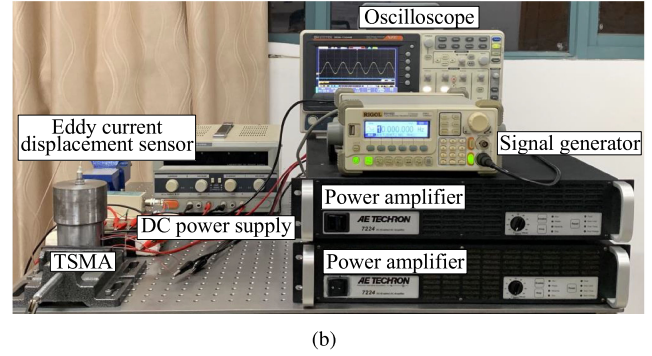 Oscilloscope
RIGOL
Eddy current
displacement sensor
Signal generator
Power amplifier
DC power supply
AE TECHRON
7224
TSMA
Power amplifier
AE TECHRON
7224
(b)